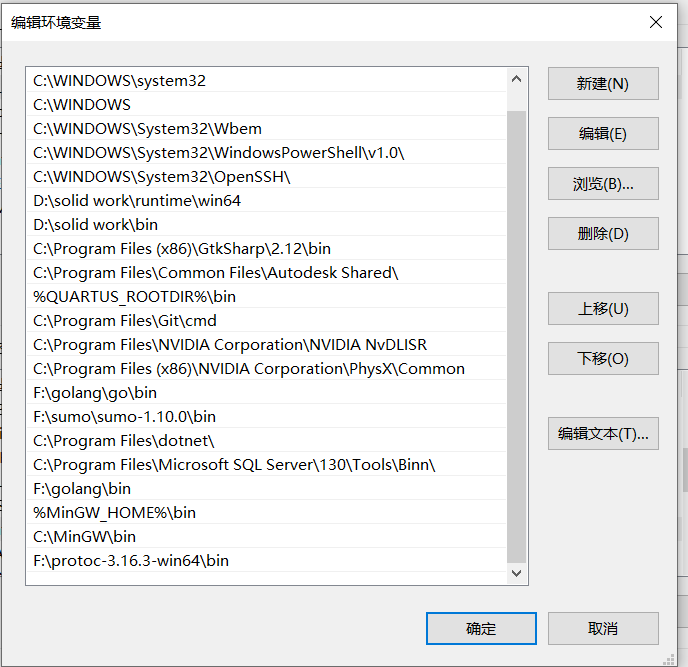 编辑环境变量
C:\WINDOWS\system32
C:\WINDOWS
C:\WINDOWS\System32\Wbem
C:\WINDOWS\System32\WindowsPowerShell\v1.0\
C:\WINDOWS\System32\OpenSSH\
D:\solid work\runtime\win64
D:\solid work\bin
C:\Program Files (x86)\GtkSharp\2.12\bin
C:\Program Files\Common Files\Autodesk Shared\
%QUARTUS_ROOTDIR%\bin
C:\Program Files\Git\cmd
C:\Program Files\NVIDIA Corporation\NVIDIA NvDLISR
C:\Program Files (x86)\NVIDIA Corporation\PhysX\Common
F:\golang\go\bin
F:\sumo\sumo-1.10.0\bin
C:\Program Files\dotnet\
C:\Program Files\Microsoft SQL Server\130\Tools\Binn\
F:\golang\bin
%MinGW_HOME%\bin
C:\MinGW\bin
F:\protoc-3.16.3-win64\bin
新建(N)
编辑(E)
浏览(B)...
删除(D)
上移(U)
下移(O)
编辑文本(T)...
确定
取消